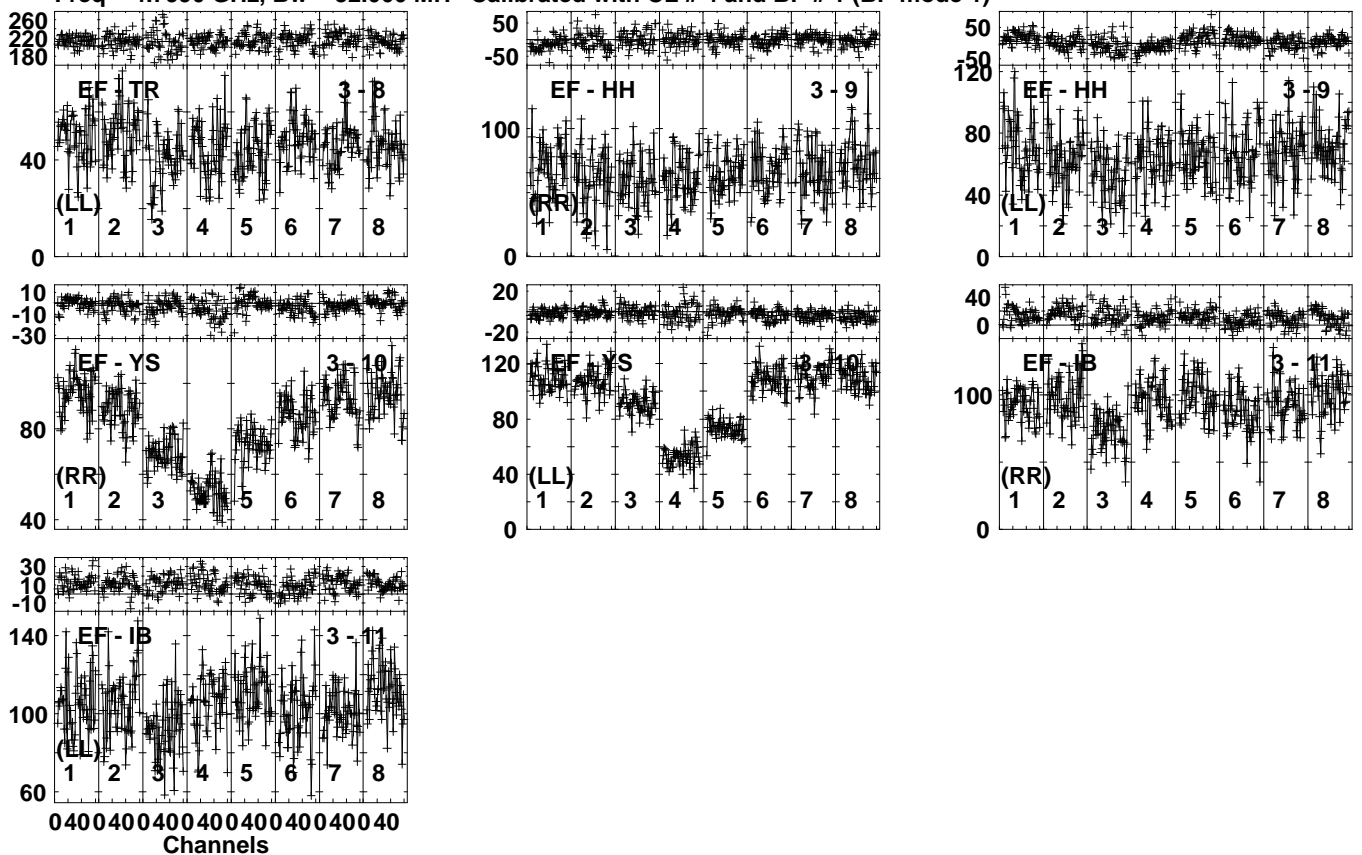 260
220
180
EF - TR 3 - 8
40
(LL)
1 2 3 4 5 6 7 8
0
50
-50
EF - HH 3 - 9
100
(RR)
1 2 3 4 5 6 7 8
0
50
-50
120
EF - HH 3 - 9
80
40
(LL)
1 2 3 4 5 6 7 8
0
10
-10
-30
EF - YS 3 - 10
80
(RR)
1 2 3 4 5 6 7 8
40
20
-20
120
EF - YS 3 - 10
80
40
(LL)
1 2 3 4 5 6 7 8
0
40
0
EF - IB 3 - 11
100
(RR)
1 2 3 4 5 6 7 8
0
30
10
-10
140
EF - IB 3 - 11
100
(LL)
1 2 3 4 5 6 7 8
60
0 40 0 40 0 40 0 40 0 40 0 40 0 40 0 40
Channels